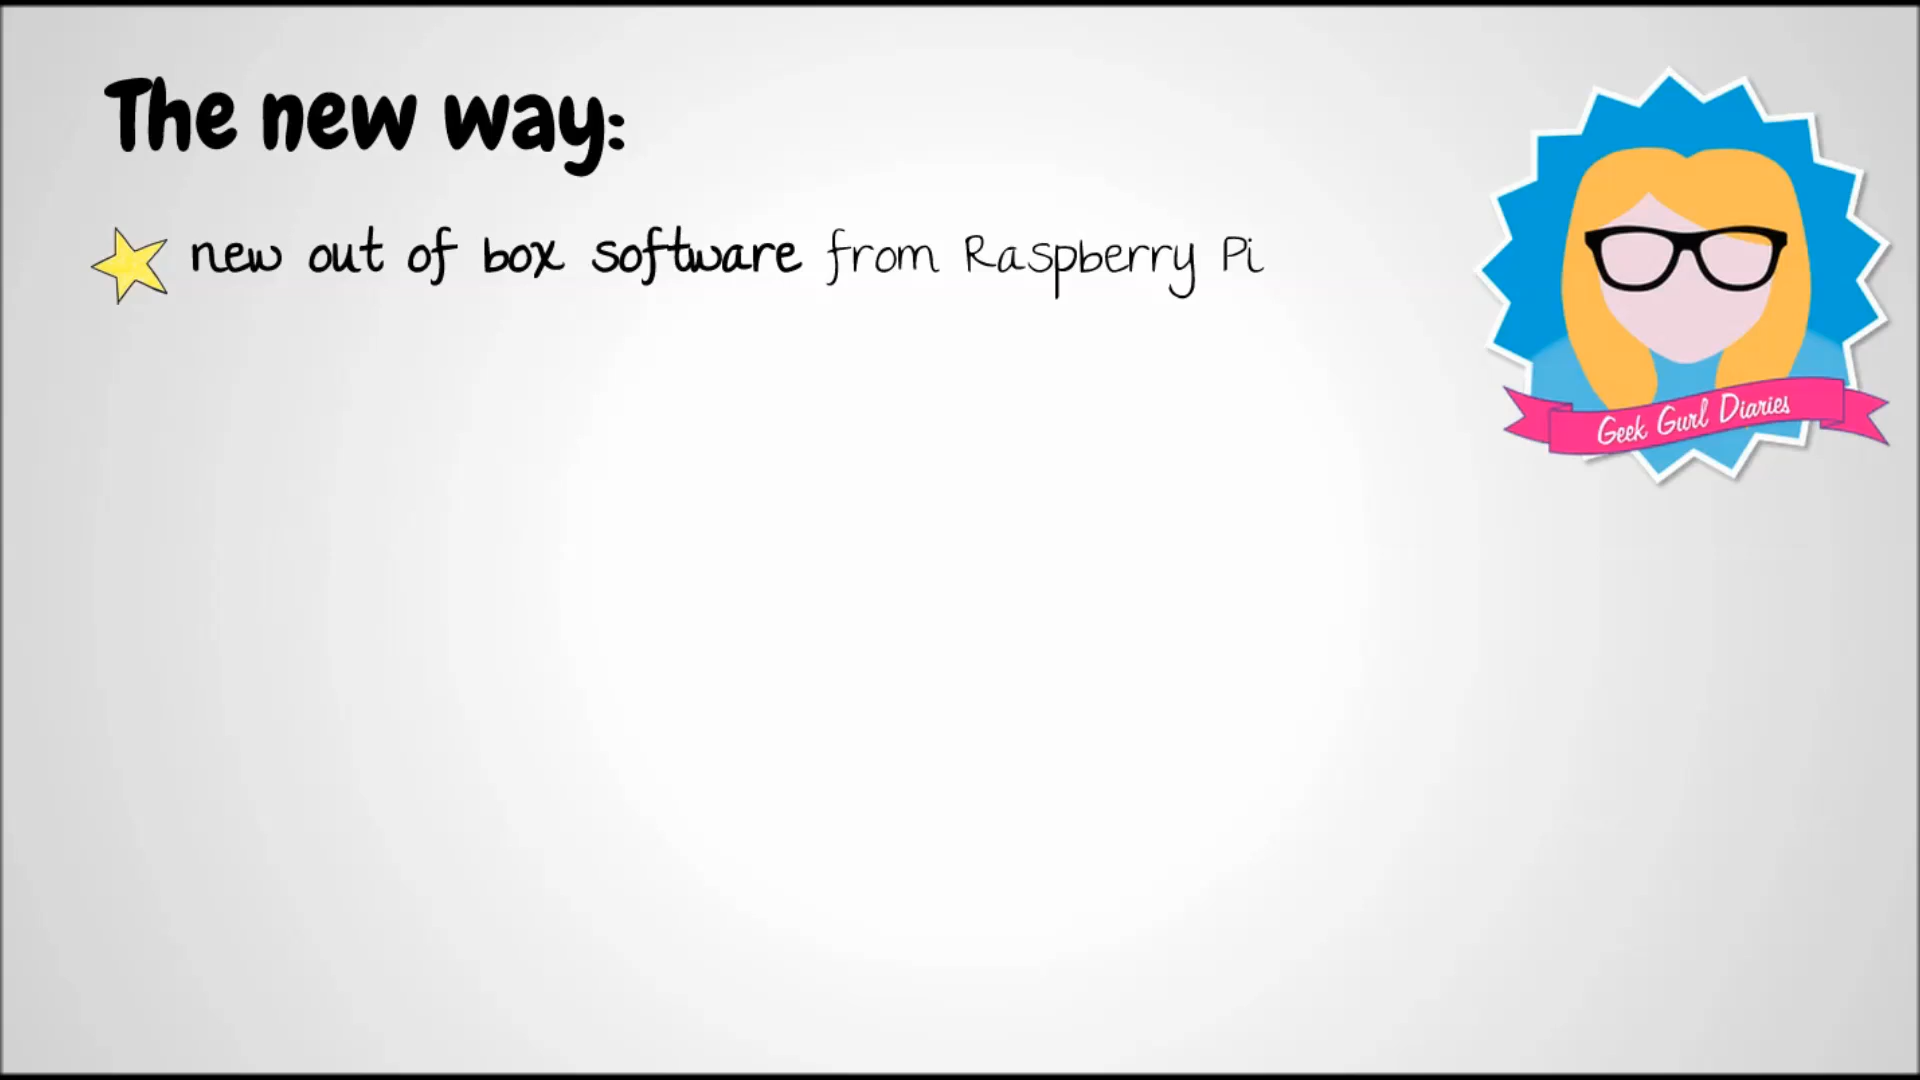 The new way:
new out of box software from Raspberry Pi
Geek Gurl Diaries